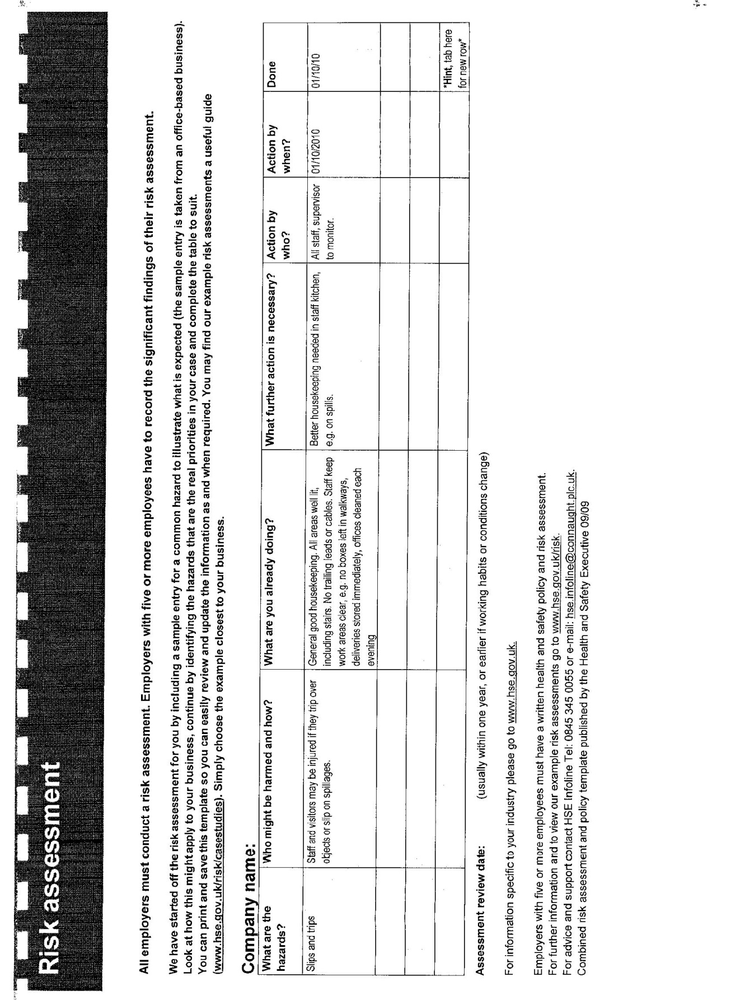 Risk assessment
All employers must conduct a risk assessment. Employers with five or more employees have to record the significant findings of their risk assessment.
We have started off the risk assessment for you by including a sample entry for a common hazard to illustrate what is expected (the sample entry is taken from an office-based business).
Look at how this might apply to your business, continue by identifying the hazards that are the real priorities in your case and complete the table to suit.
You can print and save this template so you can easily review and update the information as and when required. You may find our example risk assessments a useful guide
(www.hse.gov.uk/risk/casestudies). Simply choose the example closest to your business.
Company name:
What are the
hazards?
Who might be harmed and how?
What are you already doing?
What further action is necessary?
Action by
who?
Action by
when?
Done
Slips and trips
Staff and visitors may be injured if they trip over
objects or slip on spillages.
General good housekeeping. All areas well lit,
including stairs. No trailing leads or cables. Staff keep
work areas clear, e.g. no boxes left in walkways,
deliveries stored immediately, offices cleaned each
evening
Better housekeeping needed in staff kitchen,
e.g. on spills.
All staff, supervisor
to monitor.
01/10/2010
01/10/10
*Hint, tab here
for new row*
Assessment review date: (usually within one year, or earlier if working habits or conditions change)
For information specific to your industry please go to www.hse.gov.uk.
Employers with five or more employees must have a written health and safety policy and risk assessment.
For further information and to view our example risk assessments go to www.hse.gov.uk/risk.
For advice and support contact HSE Infoline Tel: 0845 345 0055 or e-mail: hse.infoline@connaught.plc.uk.
Combined risk assessment and policy template published by the Health and Safety Executive 09/09